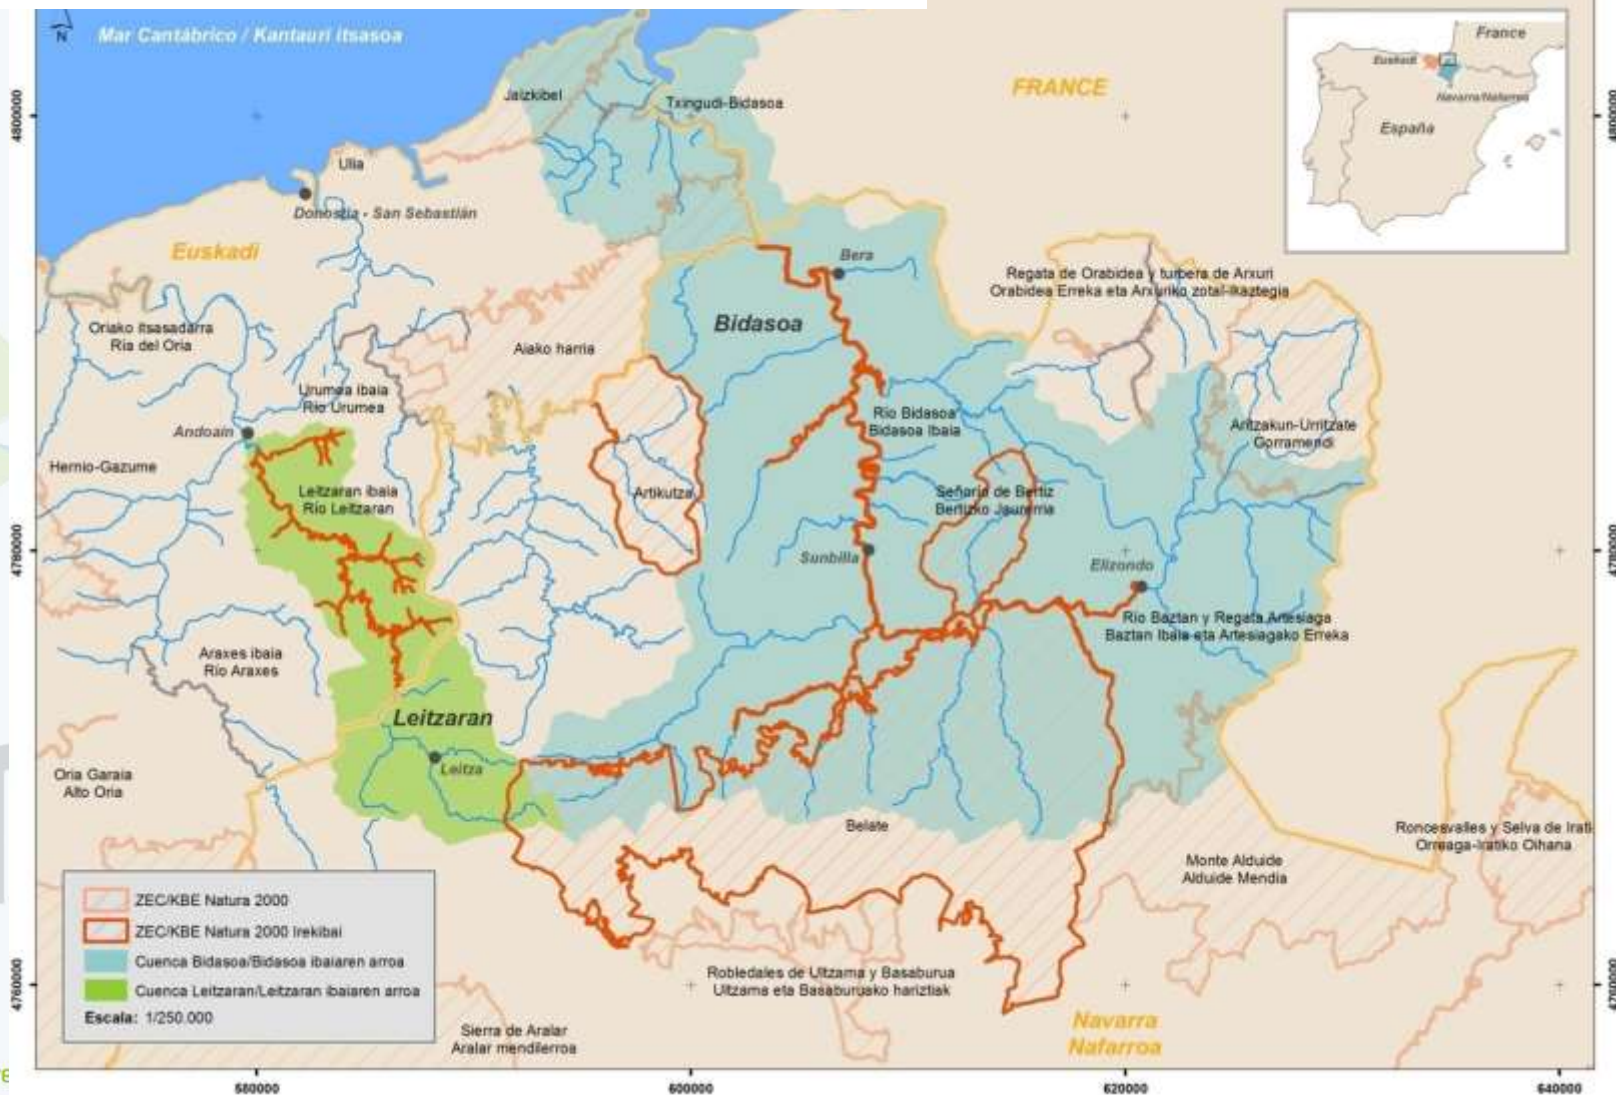 N
Mar Cantábrico / Kantauri itsasoa
FRANCE
France
Euskadi
Navarra/Nafarroa
España
4800000
4800000
Jaizkibel
Txingudi-Bidasoa
Ulia
Donostia - San Sebastián
Euskadi
Bera
Regata de Orabidea y turbera de Arxuri
Orabidea Erreka eta Arxuriko zotal-Ikaztegia
Oriako itsasadarra
Ría del Oria
Bidasoa
Aiako harria
Urumea ibaia
Río Urumea
Río Bidasoa
Bidasoa Ibaia
Aritzakun-Urritzate
Gorramendi
Andoain
Hernio-Gazume
Leitzaran ibaia
Río Leitzaran
Artikutza
Señorío de Bertiz
Bertizko Jaurerria
4780000
4780000
Sunbilla
Elizondo
Río Baztan y Regata Artesiaga
Baztan Ibaia eta Artesiagako Erreka
Araxes ibaia
Río Araxes
Leitzaran
Leitza
Oria Garaia
Alto Oria
Belate
Roncesvalles y Selva de Irati
Orreaga-Iratiko Oihana
Monte Alduide
Alduide Mendia
ZEC/KBE Natura 2000
ZEC/KBE Natura 2000 Irekibai
Cuenca Bidasoa/Bidasoa ibaiaren arroa
Cuenca Leitzaran/Leitzaran ibaiaren arroa
Escala: 1/250.000
4760000
4760000
Robledales de Ultzama y Basaburua
Ultzama eta Basaburuako hariztiak
Sierra de Aralar
Aralar mendilerroa
Navarra
Nafarroa
580000
600000
620000
640000